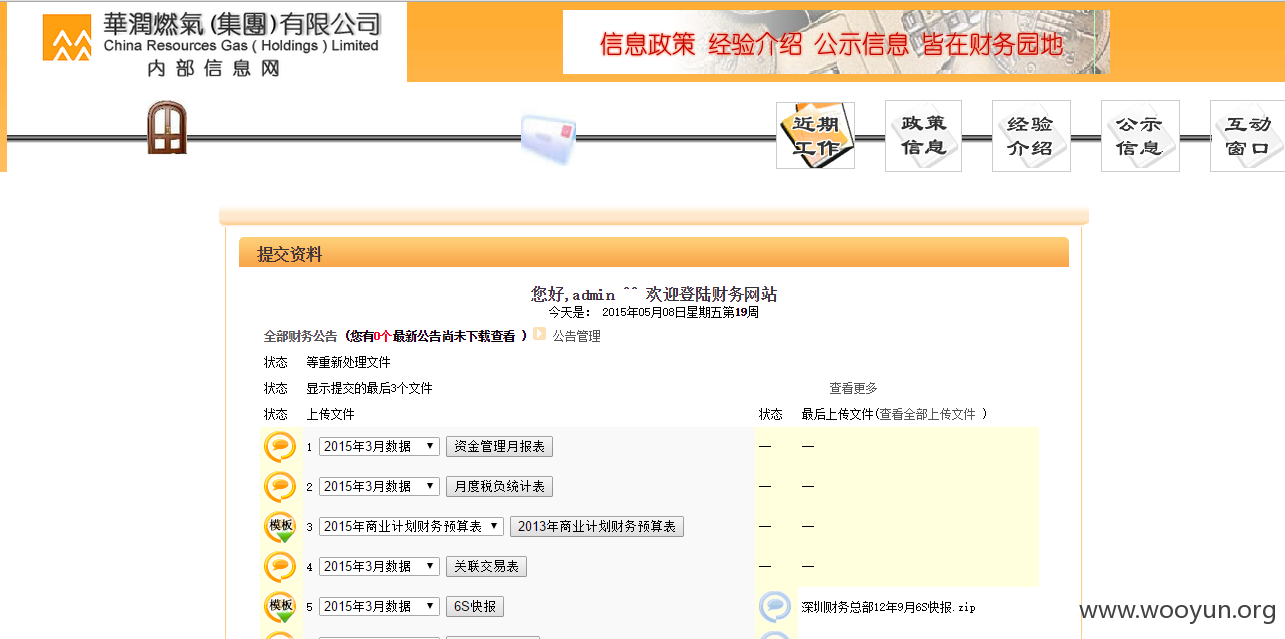 華潤燃氣(集團)有限公司
China Resources Gas ( Holdings ) Limited
内部信息网
信息政策 经验介绍 公示信息 皆在财务园地
近期工作
政策信息
经验介绍
公示信息
互动窗口
提交资料
您好,admin ^^ 欢迎登陆财务网站
今天是： 2015年05月08日星期五第19周
全部财务公告 (您有0个最新公告尚未下载查看 ) 公告管理
状态 等重新处理文件
状态 显示提交的最后3个文件 查看更多
状态 上传文件 状态 最后上传文件(查看全部上传文件 )
1 2015年3月数据 资金管理月报表 — —
2 2015年3月数据 月度税负统计表 — —
模板 3 2015年商业计划财务预算表 2013年商业计划财务预算表 — —
4 2015年3月数据 关联交易表 — —
模板 5 2015年3月数据 6S快报 深圳财务总部12年9月6S快报.zip
www.wooyun.org